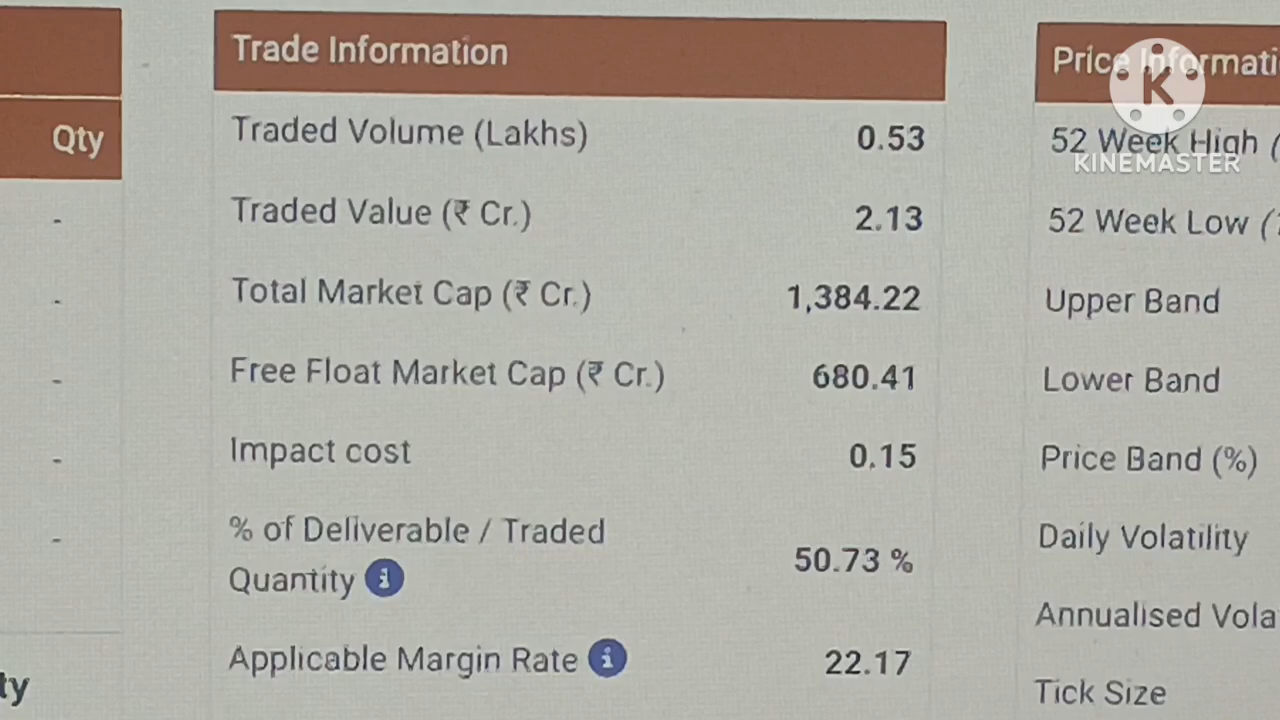 Qty
-
-
-
-
ty
Trade Information
Traded Volume (Lakhs) 0.53
Traded Value (₹ Cr.) 2.13
Total Market Cap (₹ Cr.) 1,384.22
Free Float Market Cap (₹ Cr.) 680.41
Impact cost 0.15
% of Deliverable / Traded
Quantity 50.73 %
Applicable Margin Rate 22.17
Price Informati
52 Week High (
52 Week Low (
Upper Band
Lower Band
Price Band (%)
Daily Volatility
Annualised Vola
Tick Size
K
KINEMASTER